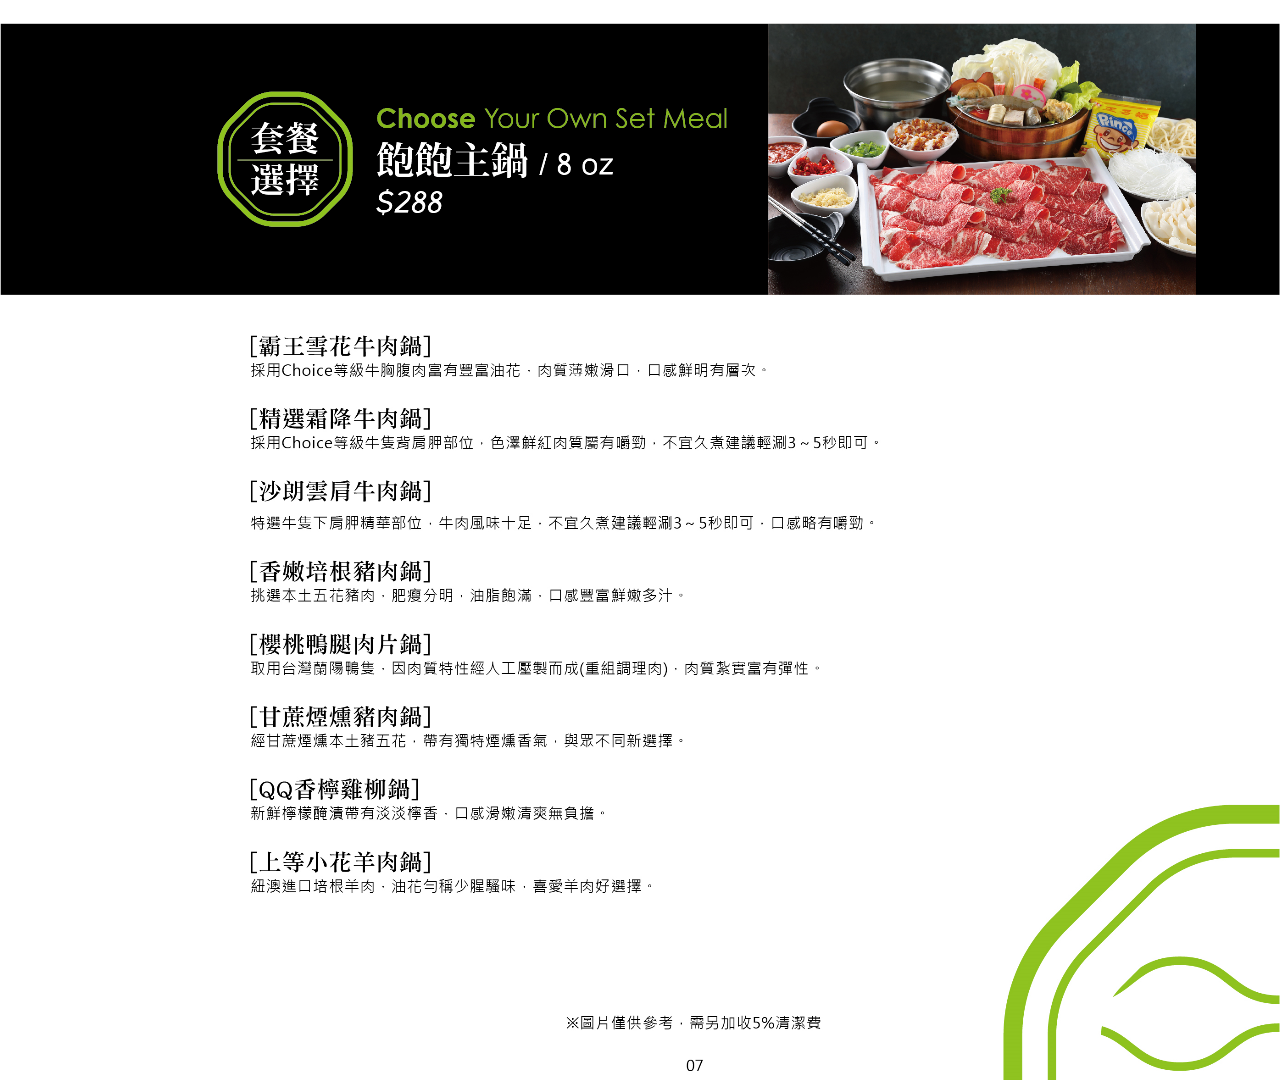 套餐
選擇
Choose Your Own Set Meal
飽飽主鍋 / 8 oz
$288
Prince
[霸王雪花牛肉鍋]
採用Choice等級牛胸腹肉富有豐富油花，肉質薄嫩滑口，口感鮮明有層次。
[精選霜降牛肉鍋]
採用Choice等級牛隻背肩胛部位，色澤鮮紅肉質屬有嚼勁，不宜久煮建議輕涮3~5秒即可。
[沙朗雲肩牛肉鍋]
特選牛隻下肩胛精華部位，牛肉風味十足，不宜久煮建議輕涮3~5秒即可，口感略有嚼勁。
[香嫩培根豬肉鍋]
挑選本土五花豬肉，肥瘦分明，油脂飽滿，口感豐富鮮嫩多汁。
[櫻桃鴨腿肉片鍋]
取用台灣蘭陽鴨隻，因肉質特性經人工壓製而成(重組調理肉)，肉質紮實富有彈性。
[甘蔗煙燻豬肉鍋]
經甘蔗煙燻本土豬五花，帶有獨特煙燻香氣，與眾不同新選擇。
[QQ香檸雞柳鍋]
新鮮檸檬醃漬帶有淡淡檸香，口感滑嫩清爽無負擔。
[上等小花羊肉鍋]
紐澳進口培根羊肉，油花勻稱少腥騷味，喜愛羊肉好選擇。
※圖片僅供參考，需另加收5%清潔費
07